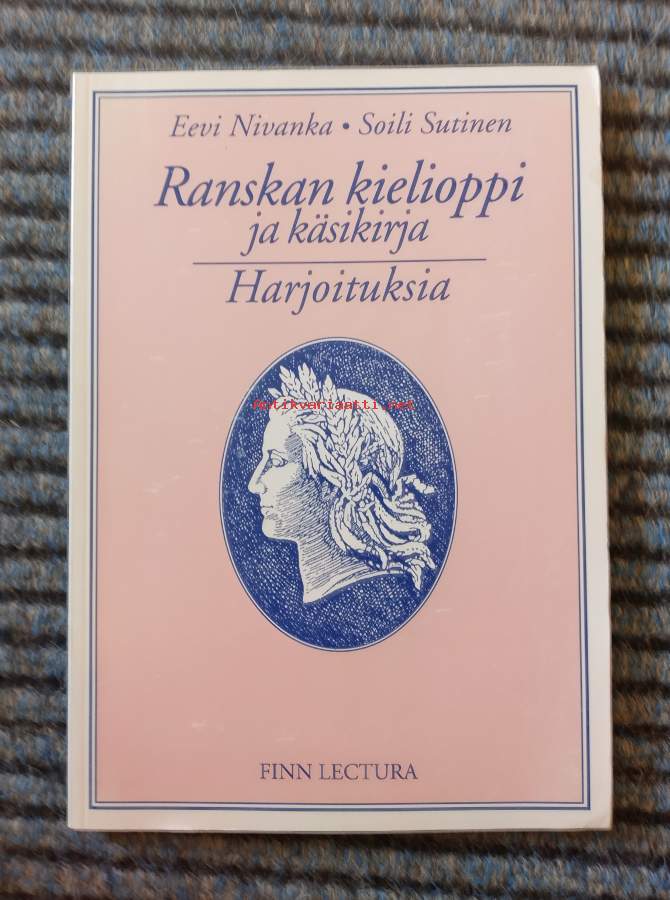 Eevi Nivanka • Soili Sutinen
Ranskan kielioppi
ja käsikirja
Harjoituksia
Antikvariaatti.net
FINN LECTURA